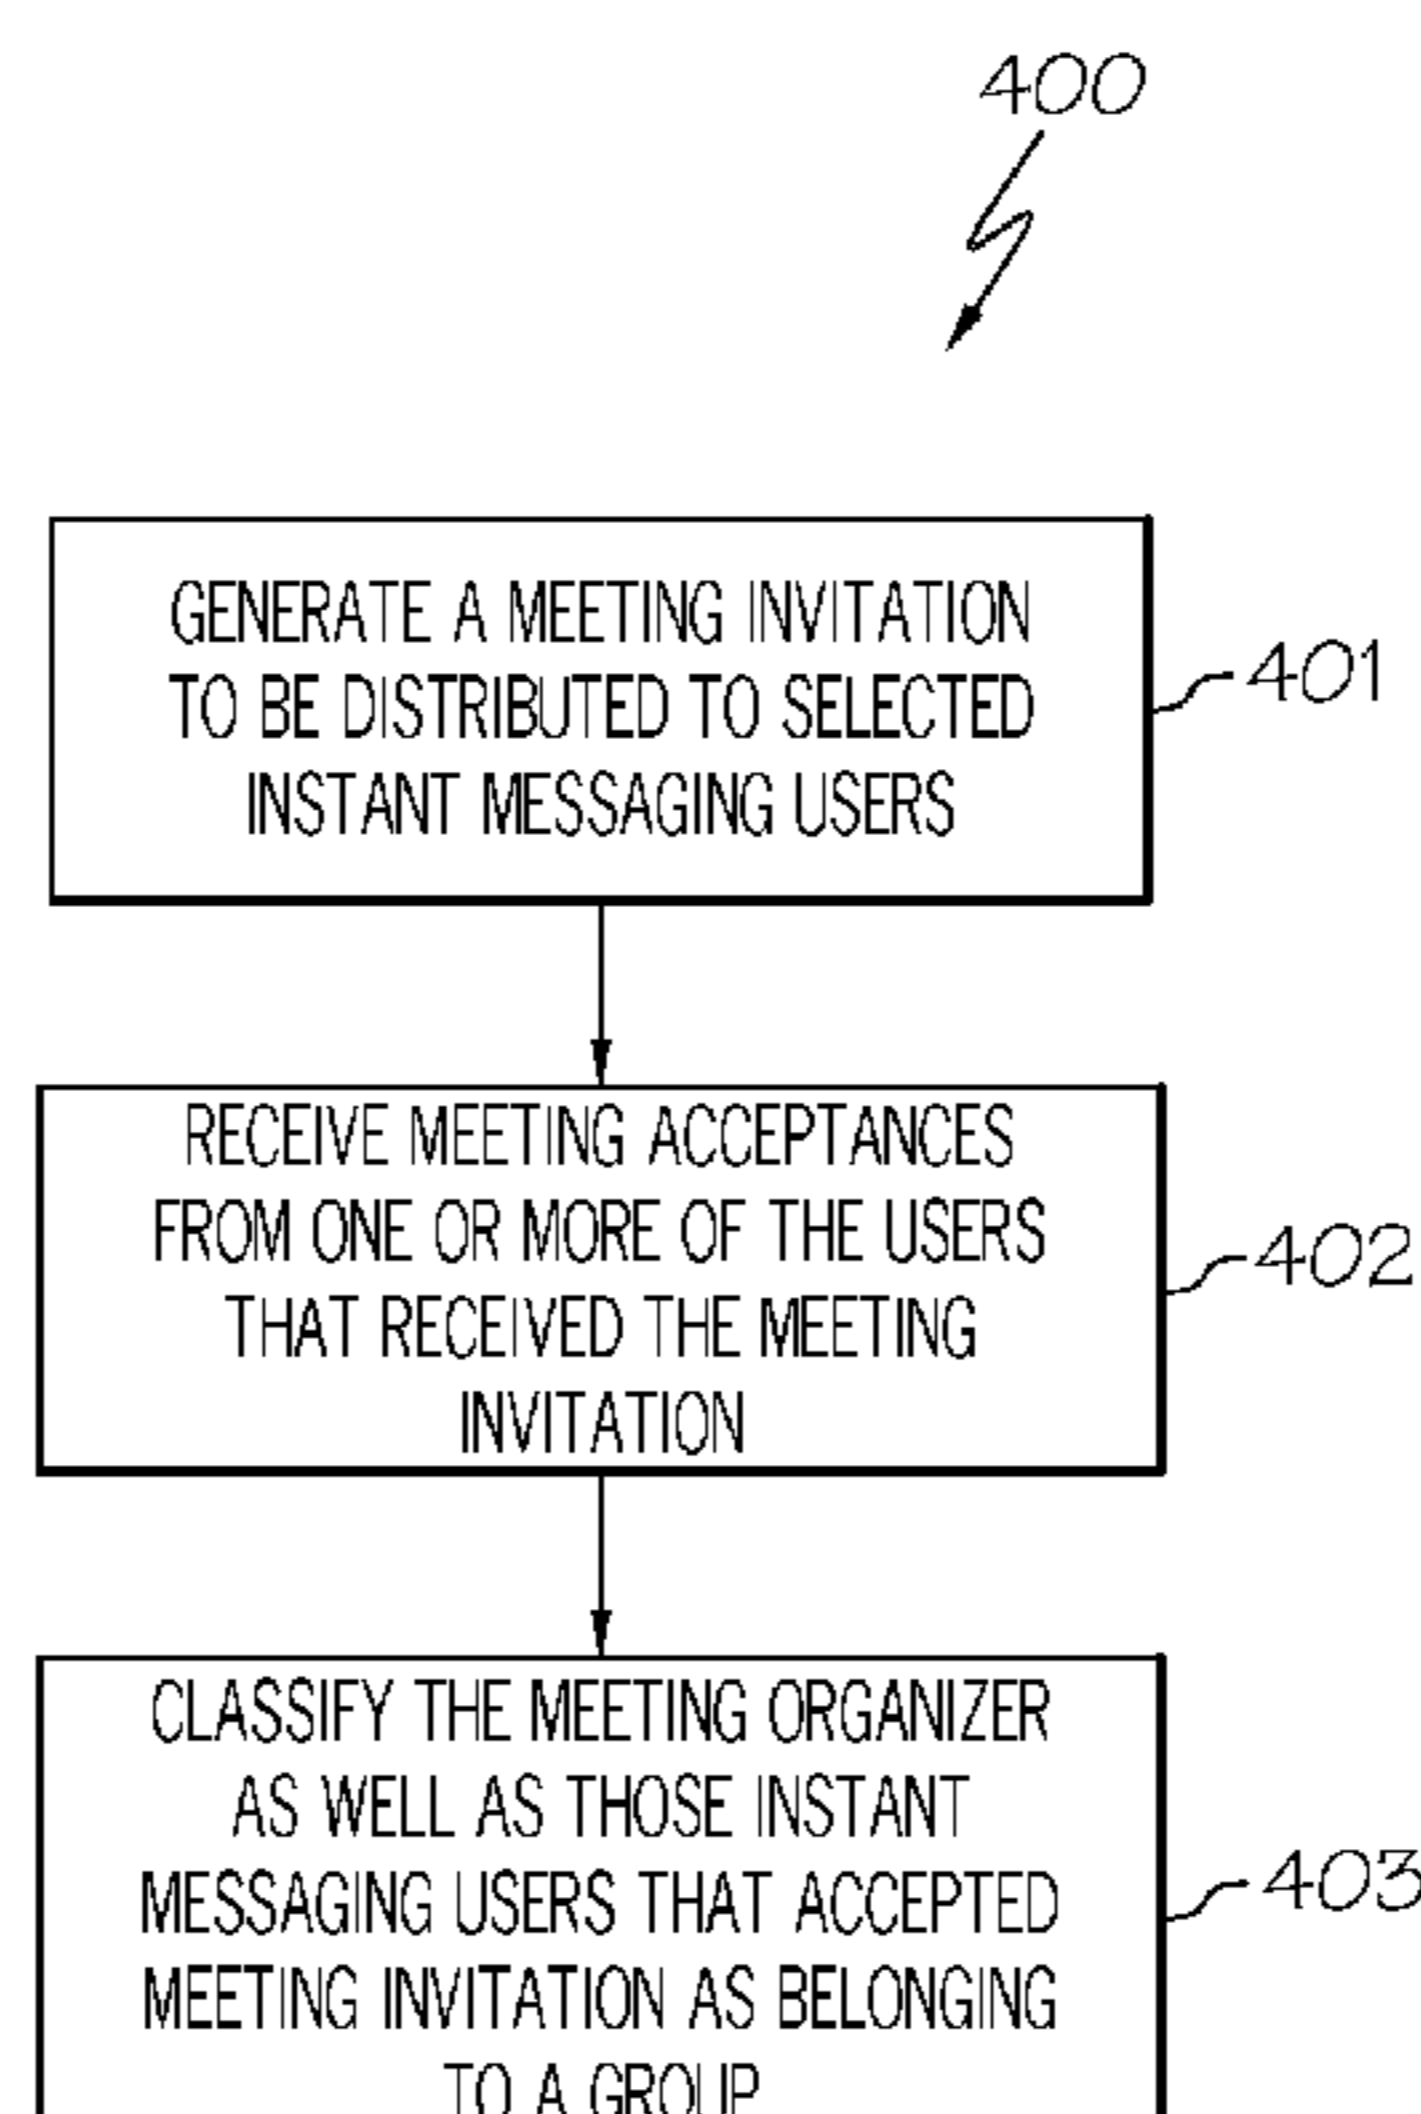 400
GENERATE A MEETING INVITATION
TO BE DISTRIBUTED TO SELECTED
INSTANT MESSAGING USERS
401
RECEIVE MEETING ACCEPTANCES
FROM ONE OR MORE OF THE USERS
THAT RECEIVED THE MEETING
INVITATION
402
CLASSIFY THE MEETING ORGANIZER
AS WELL AS THOSE INSTANT
MESSAGING USERS THAT ACCEPTED
MEETING INVITATION AS BELONGING
TO A GROUP
403